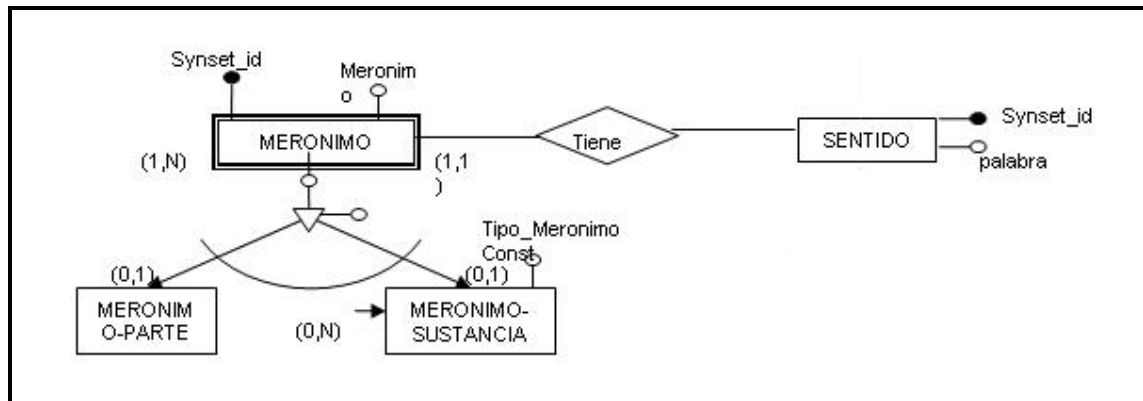 Synset_id
Meronim
o
MERONIMO
(1,N)
(1,1
)
Tiene
SENTIDO
Synset_id
palabra
Tipo_Meronimo
Const
(0,1)
(0,1)
MERONIM
O-PARTE
(0,N)
MERONIMO-
SUSTANCIA